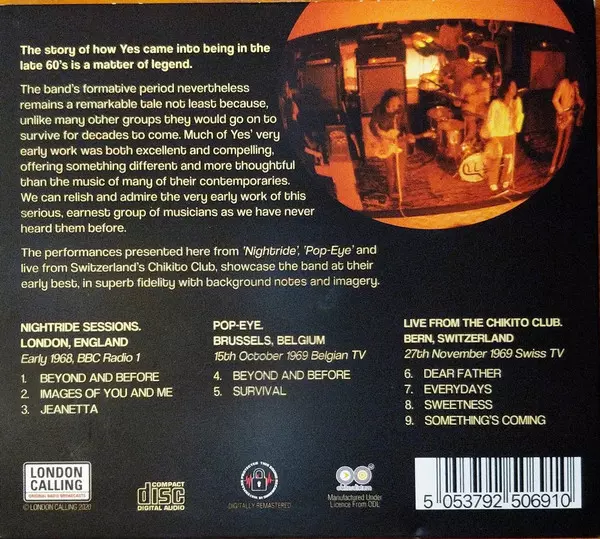 The story of how Yes came into being in the
late 60's is a matter of legend.
The band's formative period nevertheless
remains a remarkable tale not least because,
unlike many other groups they would go on to
survive for decades to come. Much of Yes' very
early work was both excellent and compelling,
offering something different and more thoughtful
than the music of many of their contemporaries.
We can relish and admire the very early work of this
serious, earnest group of musicians as we have never
heard them before.
The performances presented here from 'Nightride', 'Pop-Eye' and
live from Switzerland's Chikito Club, showcase the band at their
early best, in superb fidelity with background notes and imagery.
NIGHTRIDE SESSIONS.
LONDON, ENGLAND
Early 1968, BBC Radio 1
1. BEYOND AND BEFORE
2. IMAGES OF YOU AND ME
3. JEANETTA
POP-EYE.
BRUSSELS, BELGIUM
15th October 1969 Belgian TV
4. BEYOND AND BEFORE
5. SURVIVAL
LIVE FROM THE CHIKITO CLUB.
BERN, SWITZERLAND
27th November 1969 Swiss TV
6. DEAR FATHER
7. EVERYDAYS
8. SWEETNESS
9. SOMETHING'S COMING
LONDON
CALLING
ORIGINAL RADIO BROADCASTS
© LONDON CALLING 2020
COMPACT
disc
DIGITAL AUDIO
DIGITALLY REMASTERED
Manufactured Under
Licence From ODL
5 053792 506910